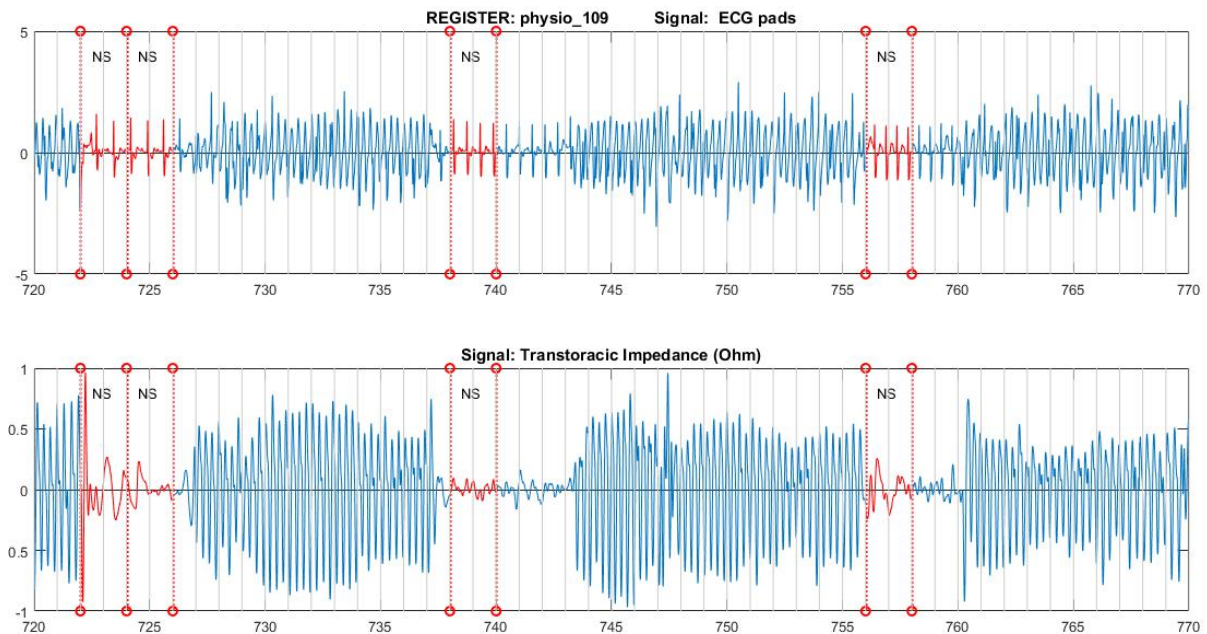 REGISTER: physio_109 Signal: ECG pads
5
NS NS NS NS
0
-5
720 725 730 735 740 745 750 755 760 765 770
Signal: Transtoracic Impedance (Ohm)
1
NS NS NS NS
0.5
0
0.5
-1
720 725 730 735 740 745 750 755 760 765 770